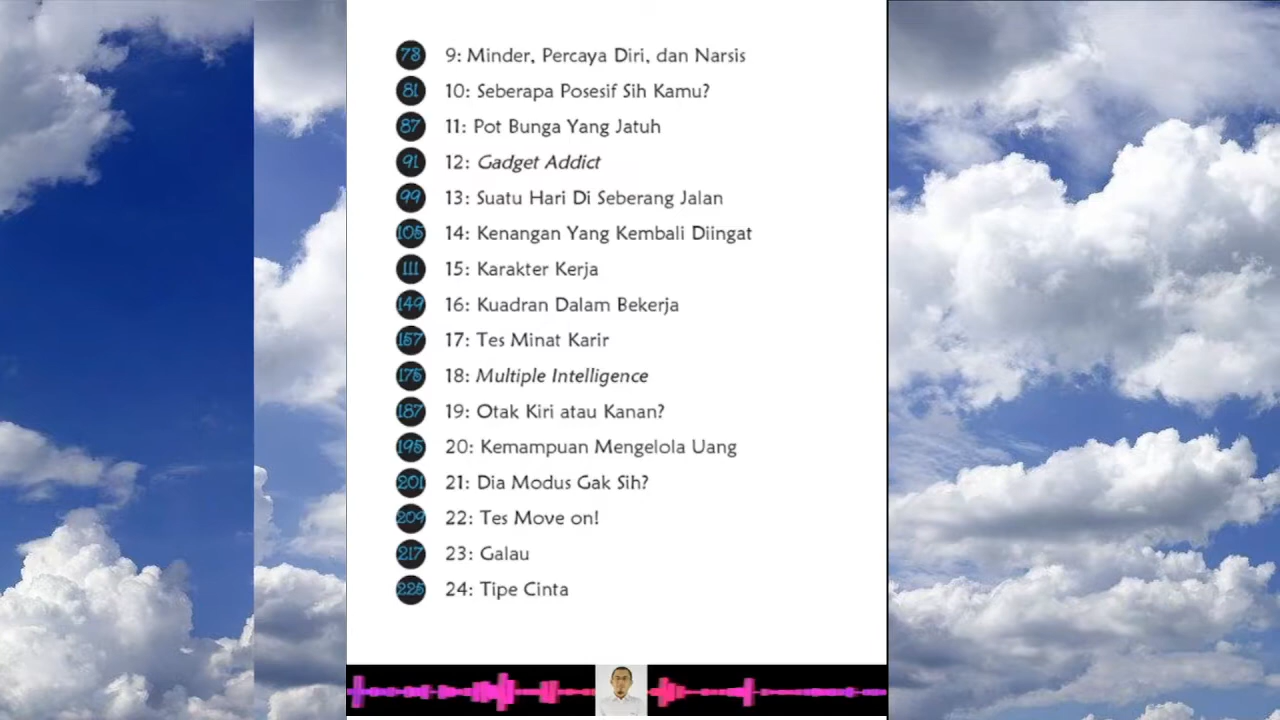 73 9: Minder, Percaya Diri, dan Narsis
81 10: Seberapa Posesif Sih Kamu?
87 11: Pot Bunga Yang Jatuh
91 12: Gadget Addict
99 13: Suatu Hari Di Seberang Jalan
105 14: Kenangan Yang Kembali Diingat
111 15: Karakter Kerja
149 16: Kuadran Dalam Bekerja
157 17: Tes Minat Karir
175 18: Multiple Intelligence
187 19: Otak Kiri atau Kanan?
195 20: Kemampuan Mengelola Uang
201 21: Dia Modus Gak Sih?
209 22: Tes Move on!
217 23: Galau
225 24: Tipe Cinta